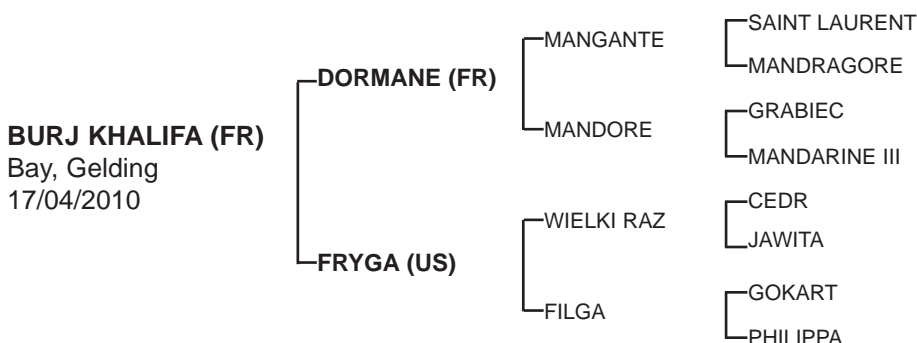 BURJ KHALIFA (FR)
Bay, Gelding
17/04/2010
DORMANE (FR)
FRYGA (US)
MANGANTE
MANDORE
WIELKI RAZ
FILGA
SAINT LAURENT
MANDRAGORE
GRABIEC
MANDARINE III
CEDR
JAWITA
GOKART
PHILIPPA